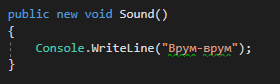 public new void Sound()
{
    Console.WriteLine("Врум-врум");
}